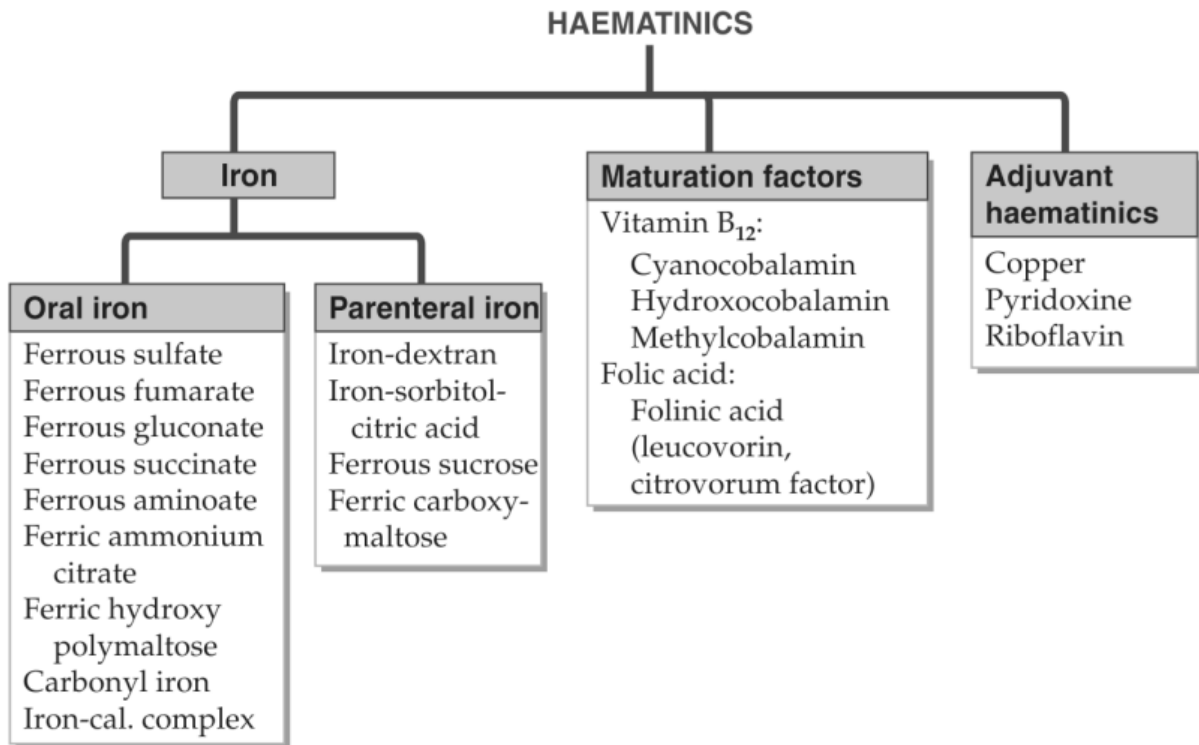 HAEMATINICS
Iron
Oral iron
Ferrous sulfate
Ferrous fumarate
Ferrous gluconate
Ferrous succinate
Ferrous aminoate
Ferric ammonium
citrate
Ferric hydroxy
polymaltose
Carbonyl iron
Iron-cal. complex
Parenteral iron
Iron-dextran
Iron-sorbitol-
citric acid
Ferrous sucrose
Ferric carboxy-
maltose
Maturation factors
Vitamin B₁₂:
Cyanocobalamin
Hydroxocobalamin
Methylcobalamin
Folic acid:
Folinic acid
(leucovorin,
citrovorum factor)
Adjuvant
haematinics
Copper
Pyridoxine
Riboflavin